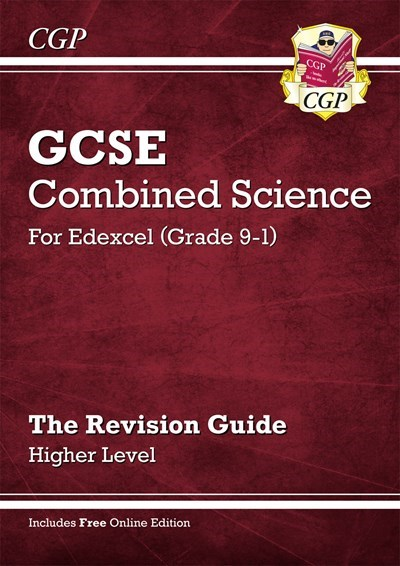 CGP
CGP
CGP
GCSE
Combined Science
For Edexcel (Grade 9-1)
The Revision Guide
Higher Level
Includes Free Online Edition